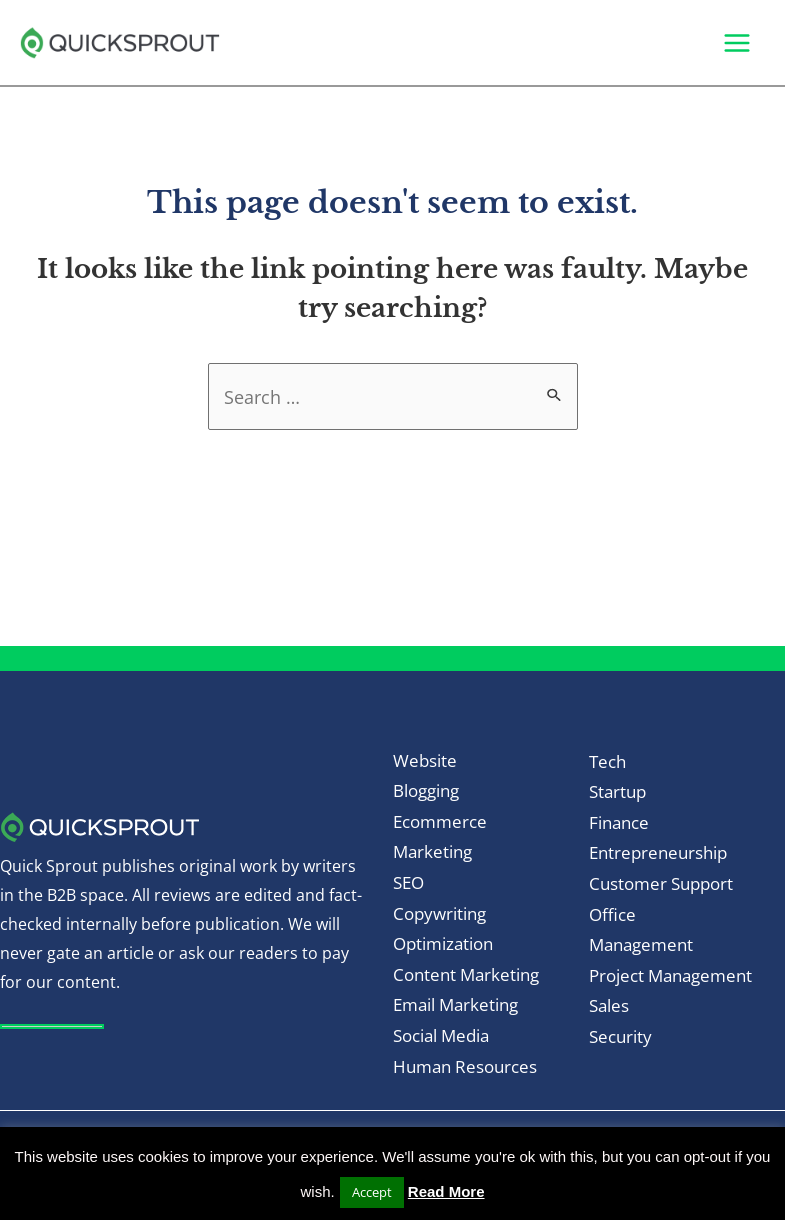 QUICKSPROUT
This page doesn't seem to exist.
It looks like the link pointing here was faulty. Maybe
try searching?
Search …
QUICKSPROUT
Quick Sprout publishes original work by writers
in the B2B space. All reviews are edited and fact-
checked internally before publication. We will
never gate an article or ask our readers to pay
for our content.
Website
Blogging
Ecommerce
Marketing
SEO
Copywriting
Optimization
Content Marketing
Email Marketing
Social Media
Human Resources
Tech
Startup
Finance
Entrepreneurship
Customer Support
Office
Management
Project Management
Sales
Security
This website uses cookies to improve your experience. We'll assume you're ok with this, but you can opt-out if you
wish. Accept Read More